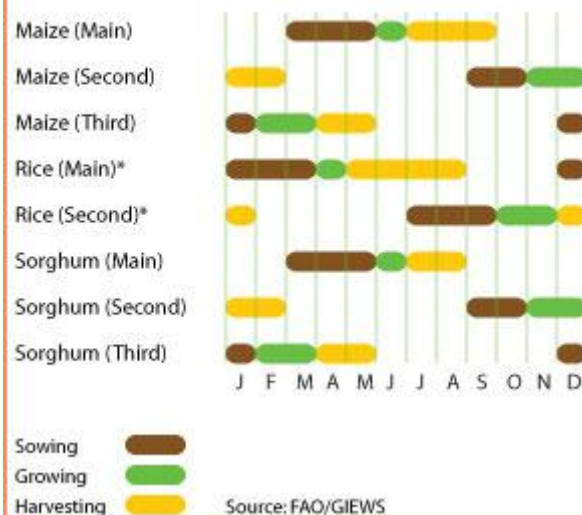 Maize (Main)
Maize (Second)
Maize (Third)
Rice (Main)*
Rice (Second)*
Sorghum (Main)
Sorghum (Second)
Sorghum (Third)
J F M A M J J A S O N D
Sowing
Growing
Harvesting
Source: FAO/GIEWS